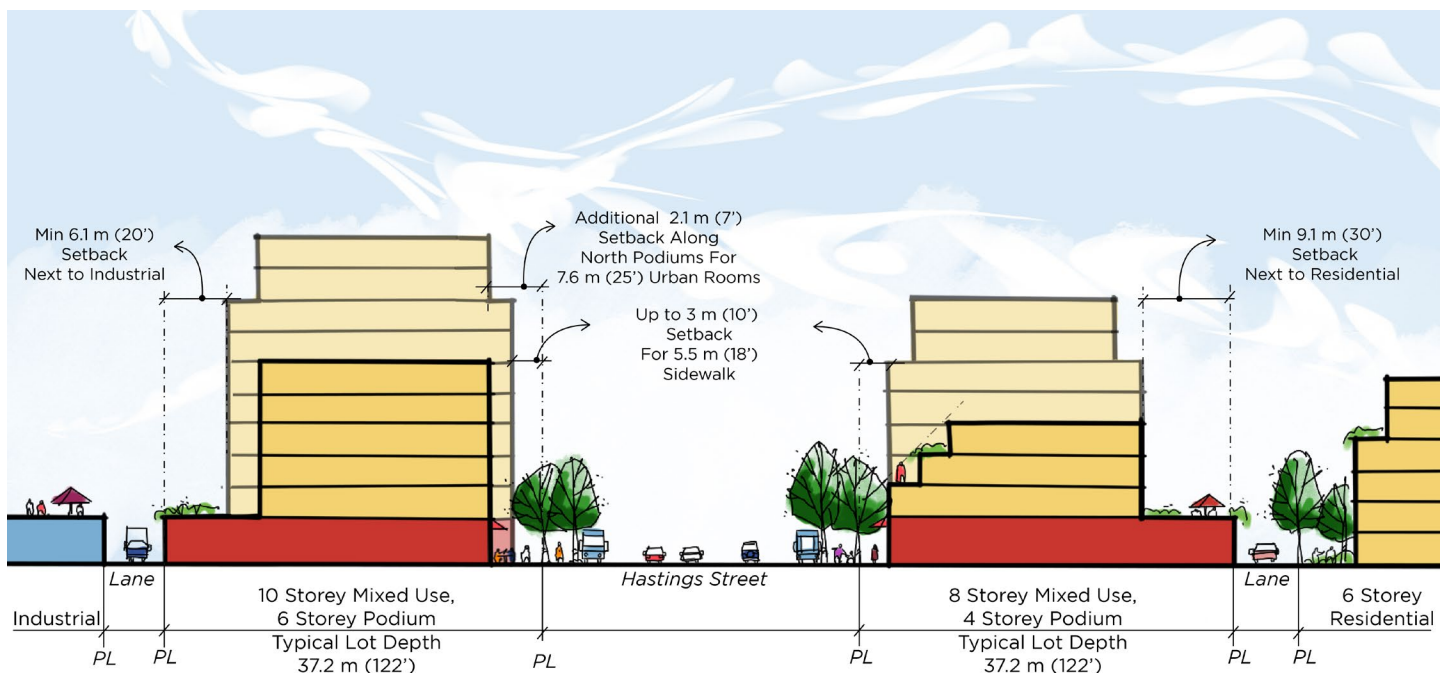 Min 6.1 m (20’)
Setback
Next to Industrial
Additional 2.1 m (7’)
Setback Along
North Podiums For
7.6 m (25’) Urban Rooms
Up to 3 m (10’)
Setback
For 5.5 m (18’)
Sidewalk
Min 9.1 m (30’)
Setback
Next to Residential
Lane
Hastings Street
Lane
Industrial
10 Storey Mixed Use,
6 Storey Podium
Typical Lot Depth
37.2 m (122’)
8 Storey Mixed Use,
4 Storey Podium
Typical Lot Depth
37.2 m (122’)
6 Storey
Residential
PL
PL
PL
PL
PL
PL